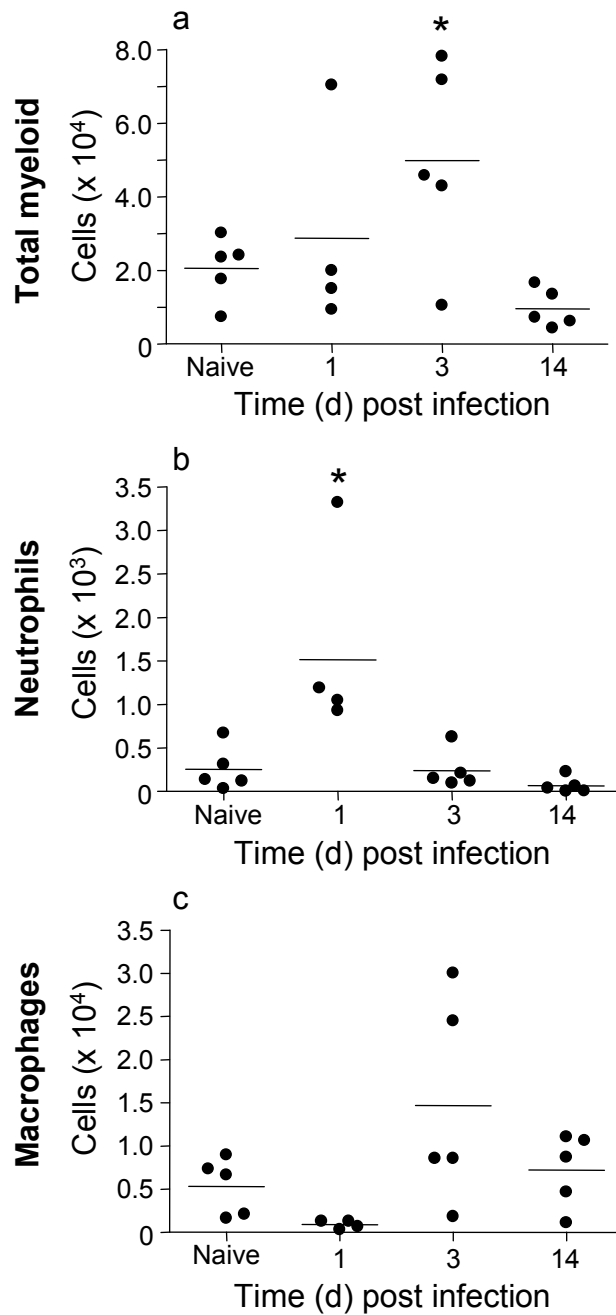 a
*
Total myeloid
Cells (x 10⁴)
8.0
6.0
4.0
2.0
0
Naive 1 3 14
Time (d) post infection
b
*
Neutrophils
Cells (x 10³)
3.5
3.0
2.5
2.0
1.5
1.0
0.5
0
Naive 1 3 14
Time (d) post infection
c
Macrophages
Cells (x 10⁴)
3.5
3.0
2.5
2.0
1.5
1.0
0.5
0
Naive 1 3 14
Time (d) post infection